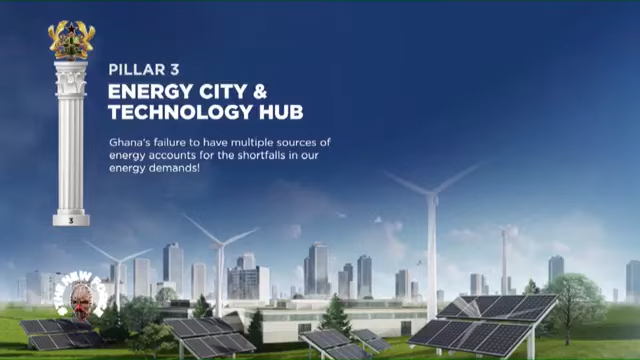 PILLAR 3
ENERGY CITY &
TECHNOLOGY HUB
Ghana's failure to have multiple sources of
energy accounts for the shortfalls in our
energy demands!
3